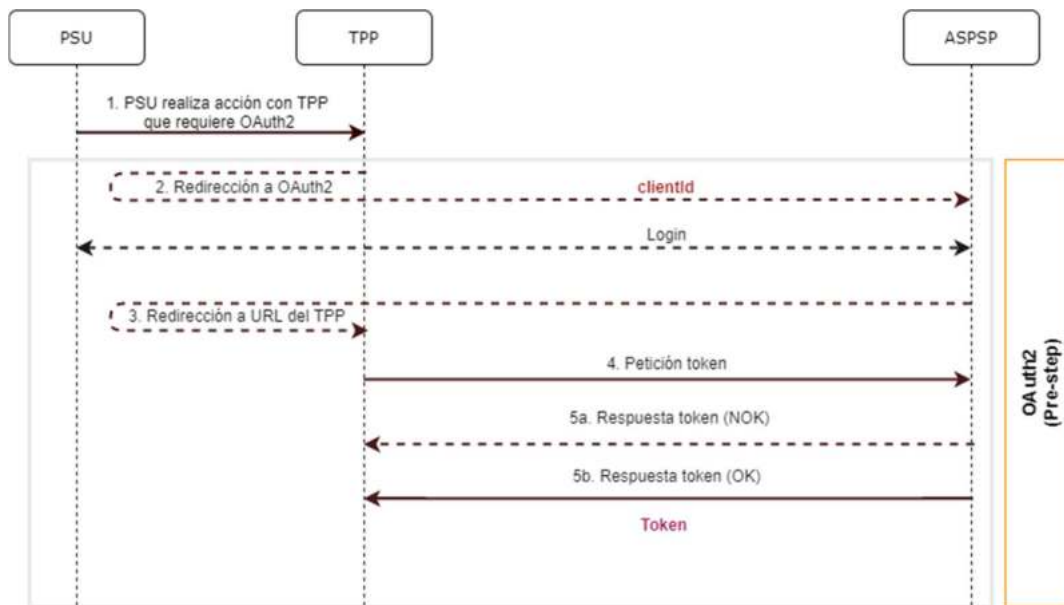 PSU
TPP
ASPSP
1. PSU realiza acción con TPP
que requiere OAuth2
2. Redirección a OAuth2
clientId
Login
3. Redirección a URL del TPP
4. Petición token
5a. Respuesta token (NOK)
5b. Respuesta token (OK)
Token
OAuth2
(Pre-step)